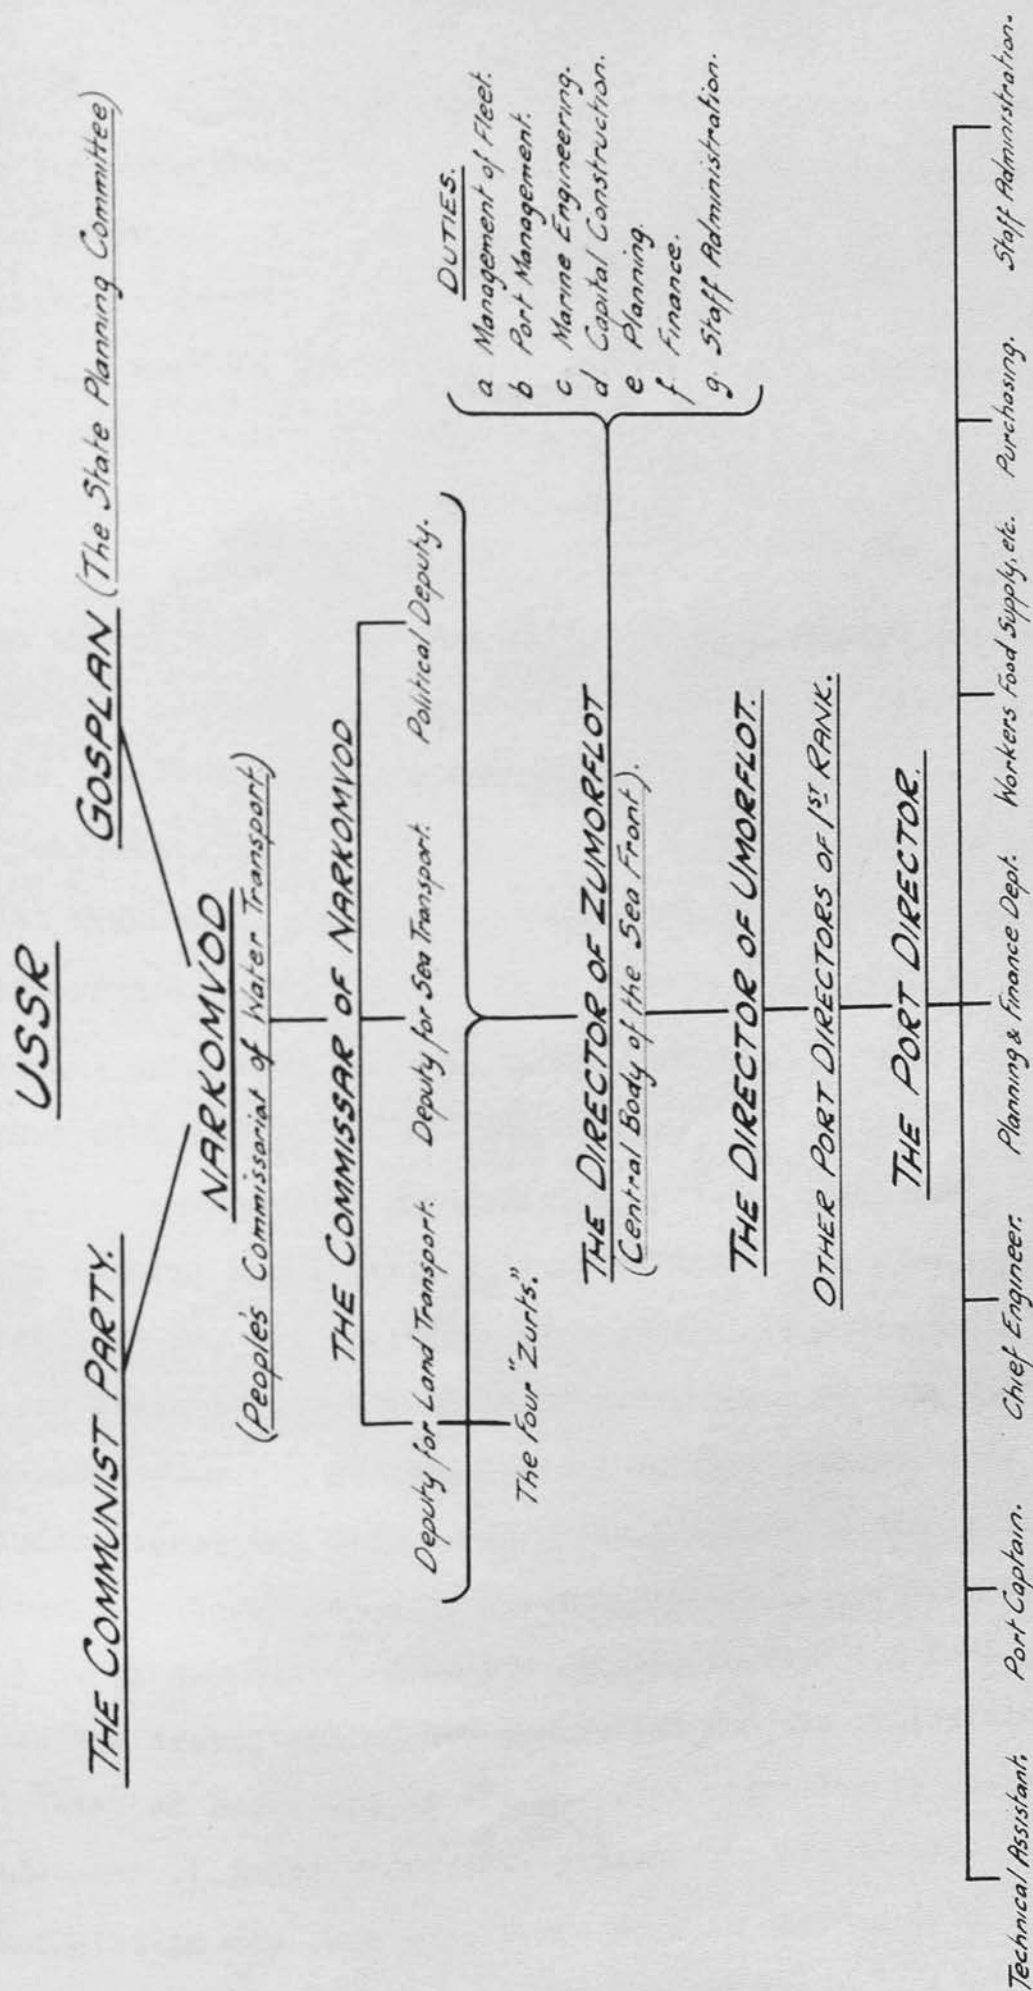 USSR
THE COMMUNIST PARTY.
GOSPLAN (The State Planning Committee)
NARKOMVOD
(People's Commissariat of Water Transport)
THE COMMISSAR OF NARKOMVOD
Deputy for Land Transport.
Deputy for Sea Transport.
Political Deputy.
The Four "Zurts."
DUTIES.
a Management of Fleet.
b Port Management.
c Marine Engineering.
d Capital Construction.
e Planning.
f. Finance.
g. Staff Administration.
THE DIRECTOR OF ZUMORFLOT
(Central Body of the Sea Front).
THE DIRECTOR OF UMORFLOT.
OTHER PORT DIRECTORS OF 1ST RANK.
THE PORT DIRECTOR.
Technical Assistant.
Port Captain.
Chief Engineer.
Planning & Finance Dept.
Workers Food Supply, etc.
Purchasing.
Staff Administration.